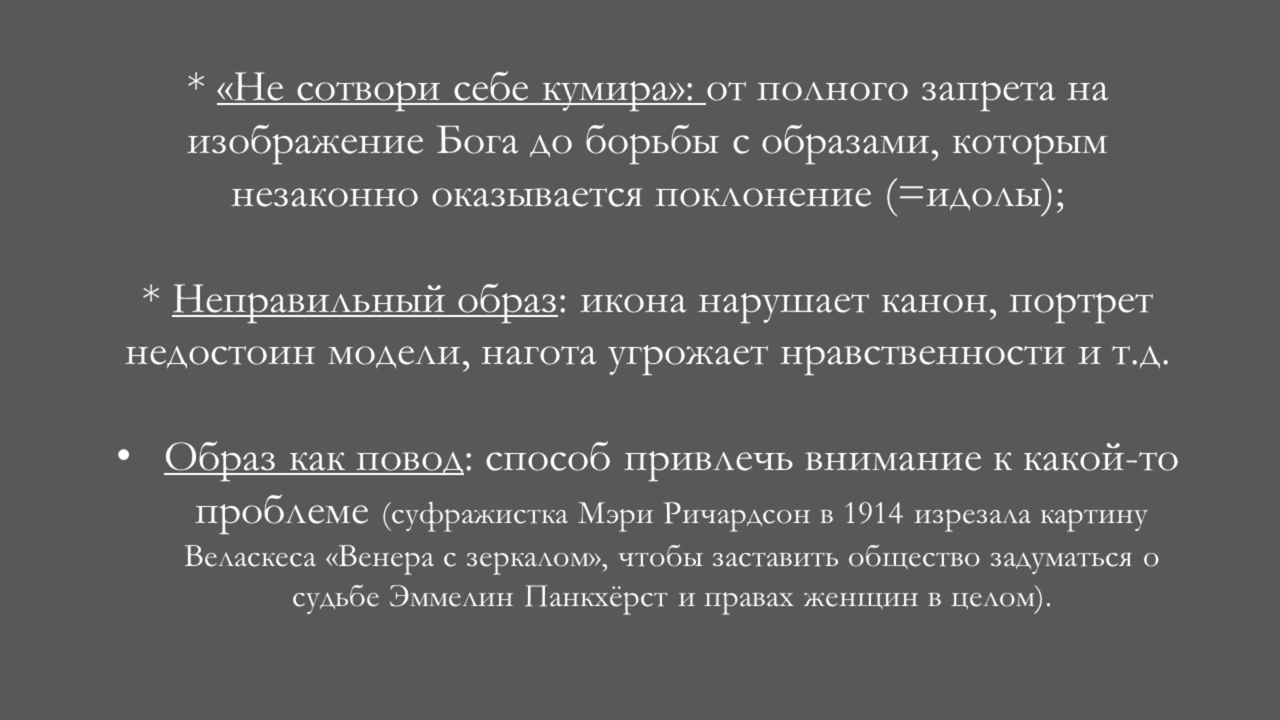 * «Не сотвори себе кумира»: от полного запрета на
изображение Бога до борьбы с образами, которым
незаконно оказывается поклонение (=идолы);
* Неправильный образ: икона нарушает канон, портрет
недостоин модели, нагота угрожает нравственности и т.д.
• Образ как повод: способ привлечь внимание к какой-то
проблеме (суфражистка Мэри Ричардсон в 1914 изрезала картину
Веласкеса «Венера с зеркалом», чтобы заставить общество задуматься о
судьбе Эммелин Панкхёрст и правах женщин в целом).